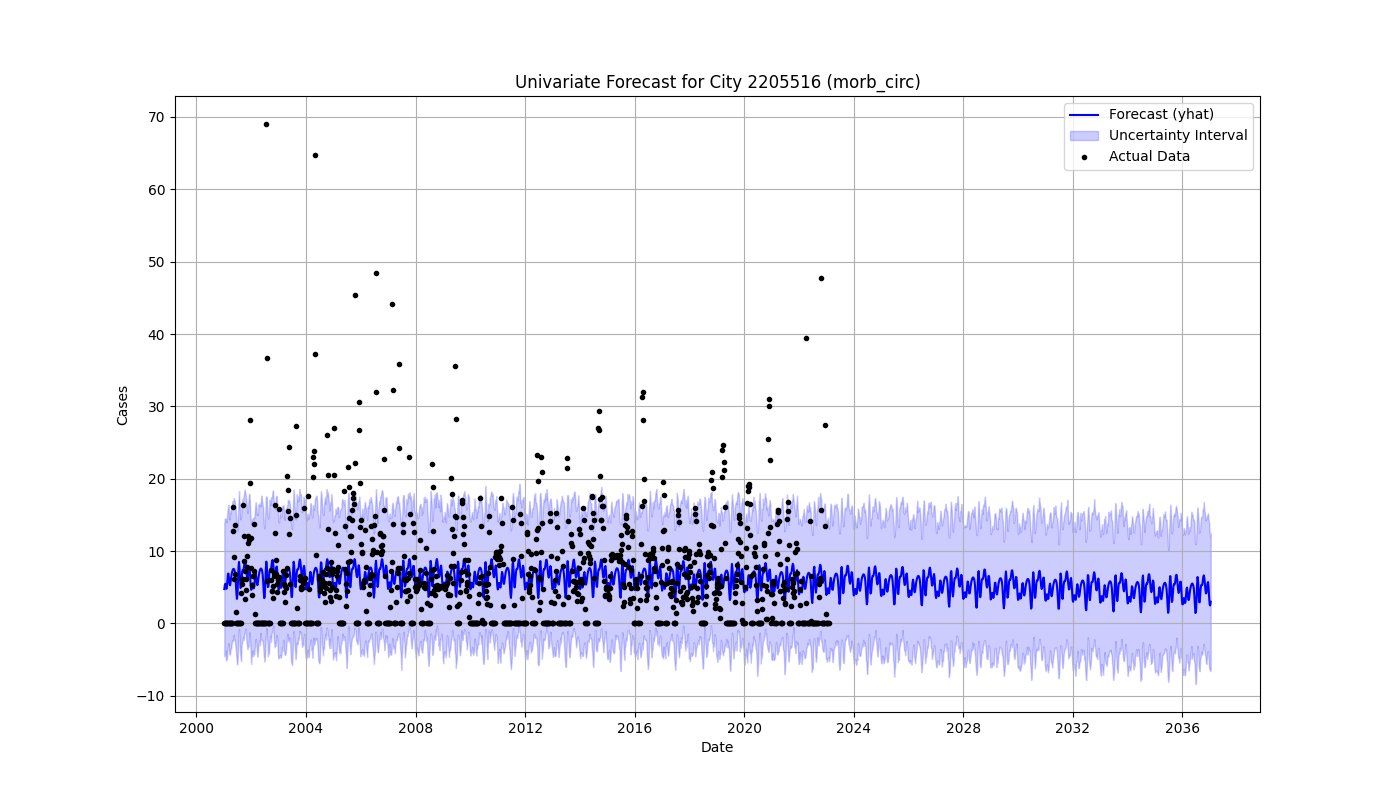 Univariate Forecast for City 2205516 (morb_circ)
Forecast (yhat)
Uncertainty Interval
Actual Data
70
60
50
40
30
20
10
0
−10
Cases
2000 2004 2008 2012 2016 2020 2024 2028 2032 2036
Date